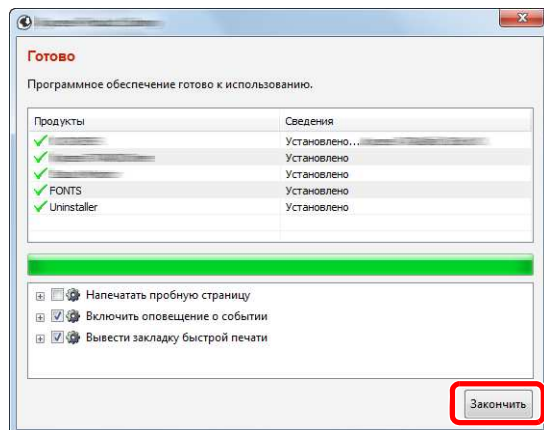 Готово
Программное обеспечение готово к использованию.
Продукты Сведения
Установлено...
Установлено
Установлено
FONTS Установлено
Uninstaller Установлено
Напечатать пробную страницу
Включить оповещение о событии
Вывести закладку быстрой печати
Закончить